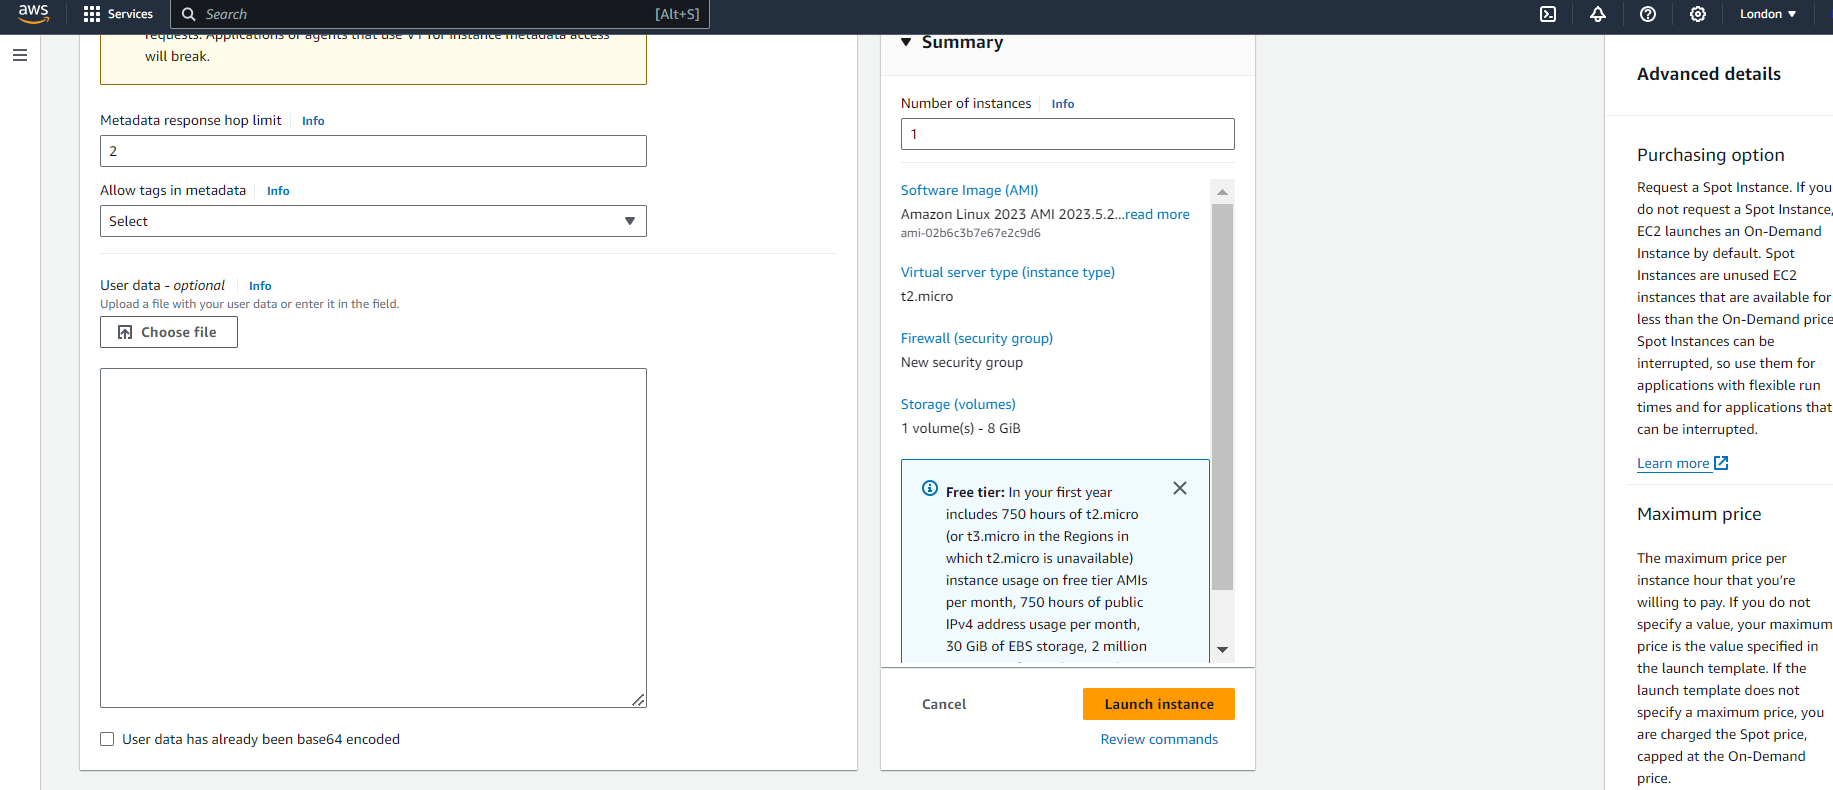 aws
Services
Search
[Alt+S]
London
requests. Applications or agents that use V1 for instance metadata access
will break.
Metadata response hop limit
Info
2
Allow tags in metadata
Info
Select
User data - optional
Info
Upload a file with your user data or enter it in the field.
Choose file
User data has already been base64 encoded
Summary
Number of instances
Info
1
Software Image (AMI)
Amazon Linux 2023 AMI 2023.5.2...read more
ami-02b6c3b7e67e2c9d6
Virtual server type (instance type)
t2.micro
Firewall (security group)
New security group
Storage (volumes)
1 volume(s) - 8 GiB
Free tier: In your first year
includes 750 hours of t2.micro
(or t3.micro in the Regions in
which t2.micro is unavailable)
instance usage on free tier AMIs
per month, 750 hours of public
IPv4 address usage per month,
30 GiB of EBS storage, 2 million
Cancel
Launch instance
Review commands
Advanced details
Purchasing option
Request a Spot Instance. If you
do not request a Spot Instance,
EC2 launches an On-Demand
Instance by default. Spot
Instances are unused EC2
instances that are available for
less than the On-Demand price
Spot Instances can be
interrupted, so use them for
applications with flexible run
times and for applications that
can be interrupted.
Learn more
Maximum price
The maximum price per
instance hour that you're
willing to pay. If you do not
specify a value, your maximum
price is the value specified in
the launch template. If the
launch template does not
specify a maximum price, you
are charged the Spot price,
capped at the On-Demand
price.